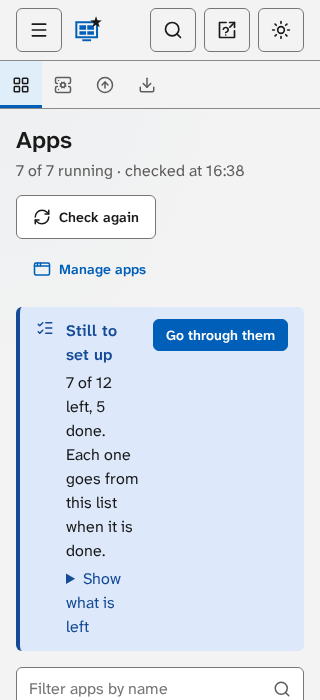 Apps
7 of 7 running · checked at 16:38
Check again
Manage apps
Still to
set up
Go through them
7 of 12
left, 5
done.
Each one
goes from
this list
when it is
done.
Show
what is
left
Filter apps by name